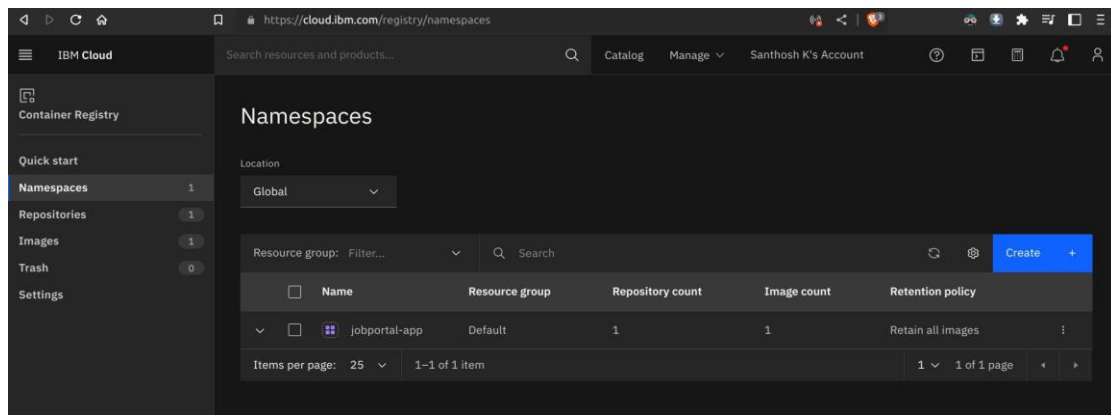 https://cloud.ibm.com/registry/namespaces
IBM Cloud
Search resources and products...
Catalog
Manage
Santhosh K's Account
Container Registry
Quick start
Namespaces 1
Repositories 1
Images 1
Trash 0
Settings
Namespaces
Location
Global
Resource group: Filter...
Search
Create +
Name Resource group Repository count Image count Retention policy
jobportal-app Default 1 1 Retain all images
Items per page: 25 1–1 of 1 item 1 1 of 1 page